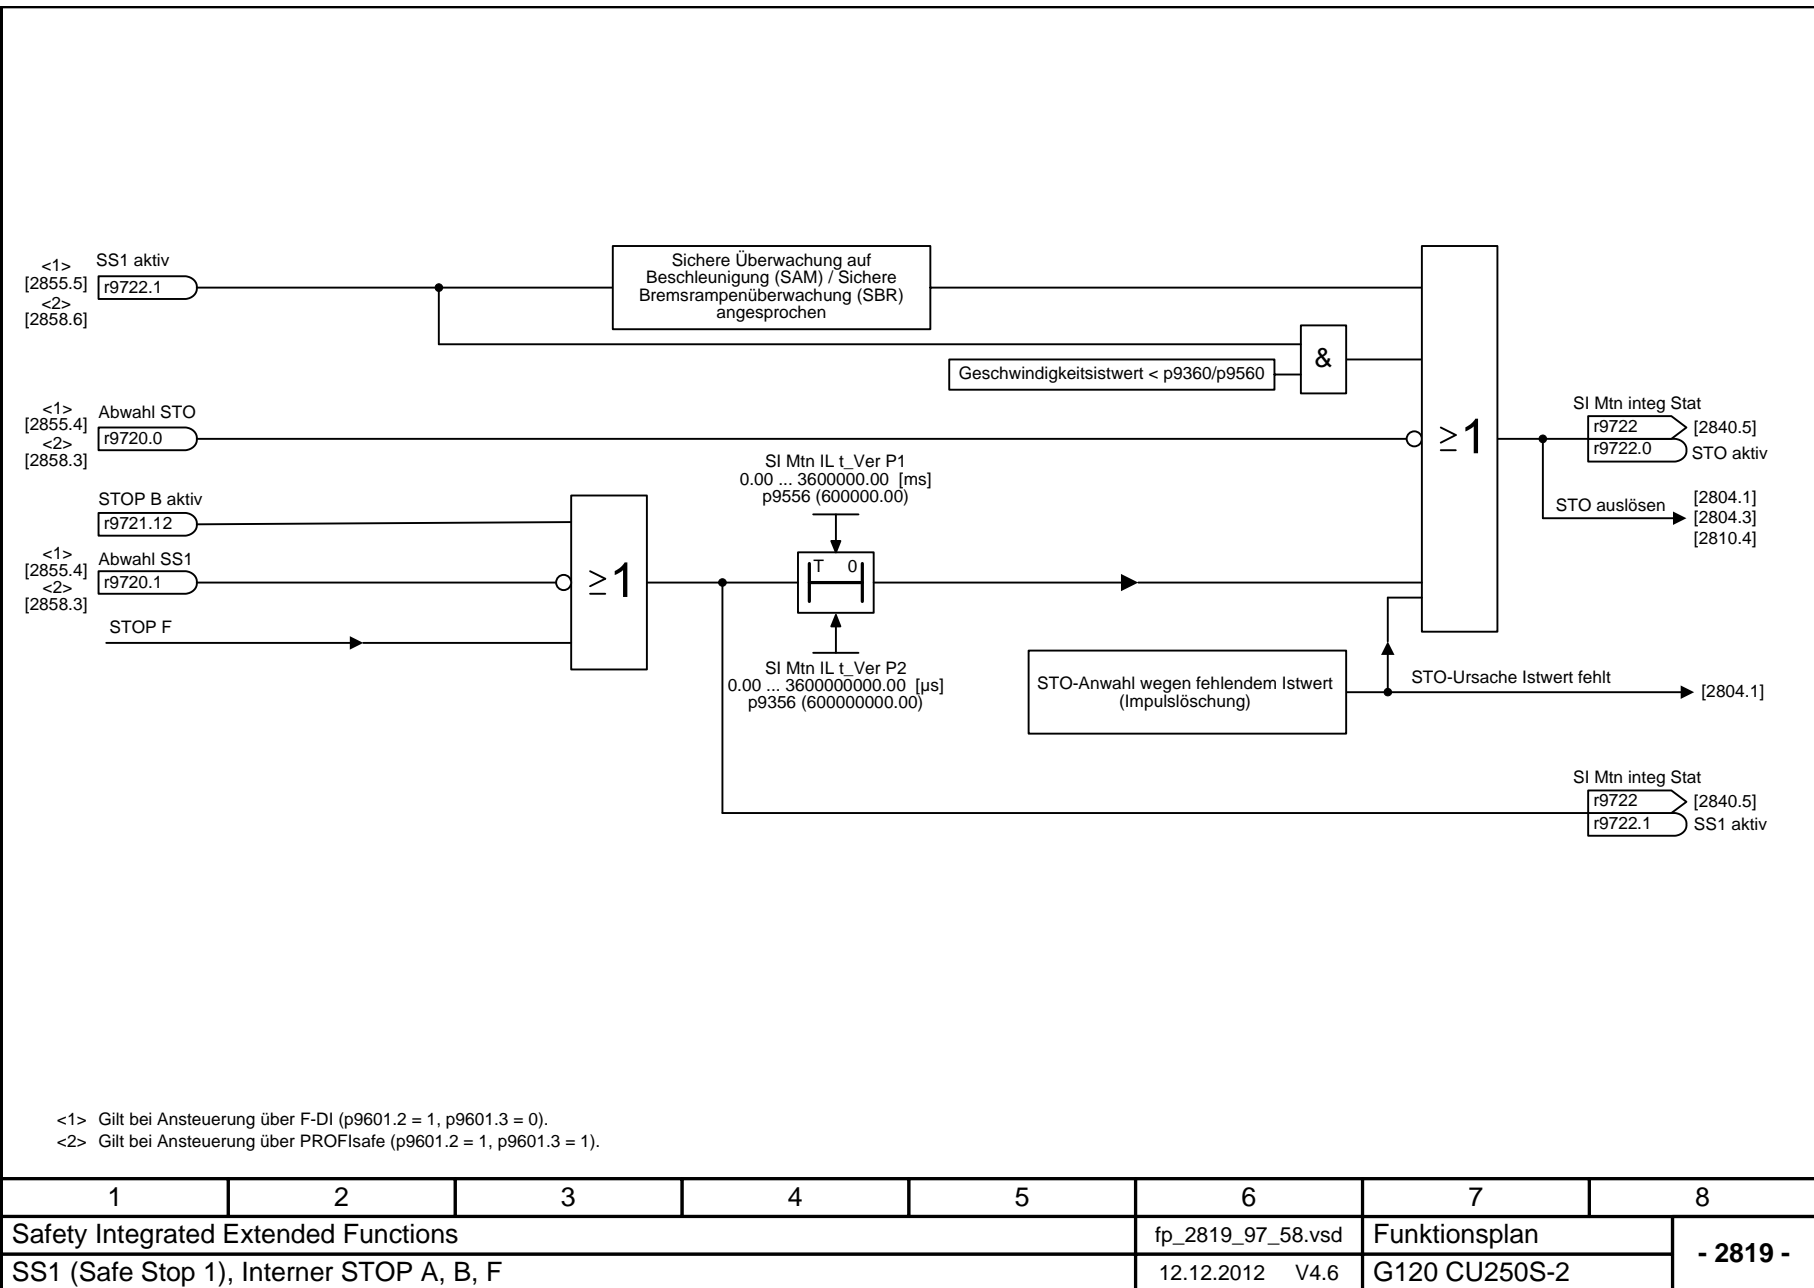 <1>
[2855.5]
<2>
[2858.6]
SS1 aktiv
r9722.1
Sichere Überwachung auf
Beschleunigung (SAM) / Sichere
Bremsrampenüberwachung (SBR)
angesprochen
&
Geschwindigkeitsistwert < p9360/p9560
<1>
[2855.4]
<2>
[2858.3]
Abwahl STO
r9720.0
≥1
SI Mtn integ Stat
r9722
[2840.5]
r9722.0
STO aktiv
STO auslösen
[2804.1]
[2804.3]
[2810.4]
SI Mtn IL t_Ver P1
0.00 ... 3600000.00 [ms]
p9556 (600000.00)
STOP B aktiv
r9721.12
<1>
[2855.4]
<2>
[2858.3]
Abwahl SS1
r9720.1
STOP F
≥1
T 0
SI Mtn IL t_Ver P2
0.00 ... 3600000000.00 [µs]
p9356 (600000000.00)
STO-Anwahl wegen fehlendem Istwert
(Impulslöschung)
STO-Ursache Istwert fehlt
[2804.1]
SI Mtn integ Stat
r9722
[2840.5]
r9722.1
SS1 aktiv
<1> Gilt bei Ansteuerung über F-DI (p9601.2 = 1, p9601.3 = 0).
<2> Gilt bei Ansteuerung über PROFIsafe (p9601.2 = 1, p9601.3 = 1).
1 2 3 4 5 6 7 8
Safety Integrated Extended Functions
fp_2819_97_58.vsd
Funktionsplan
- 2819 -
SS1 (Safe Stop 1), Interner STOP A, B, F
12.12.2012 V4.6
G120 CU250S-2